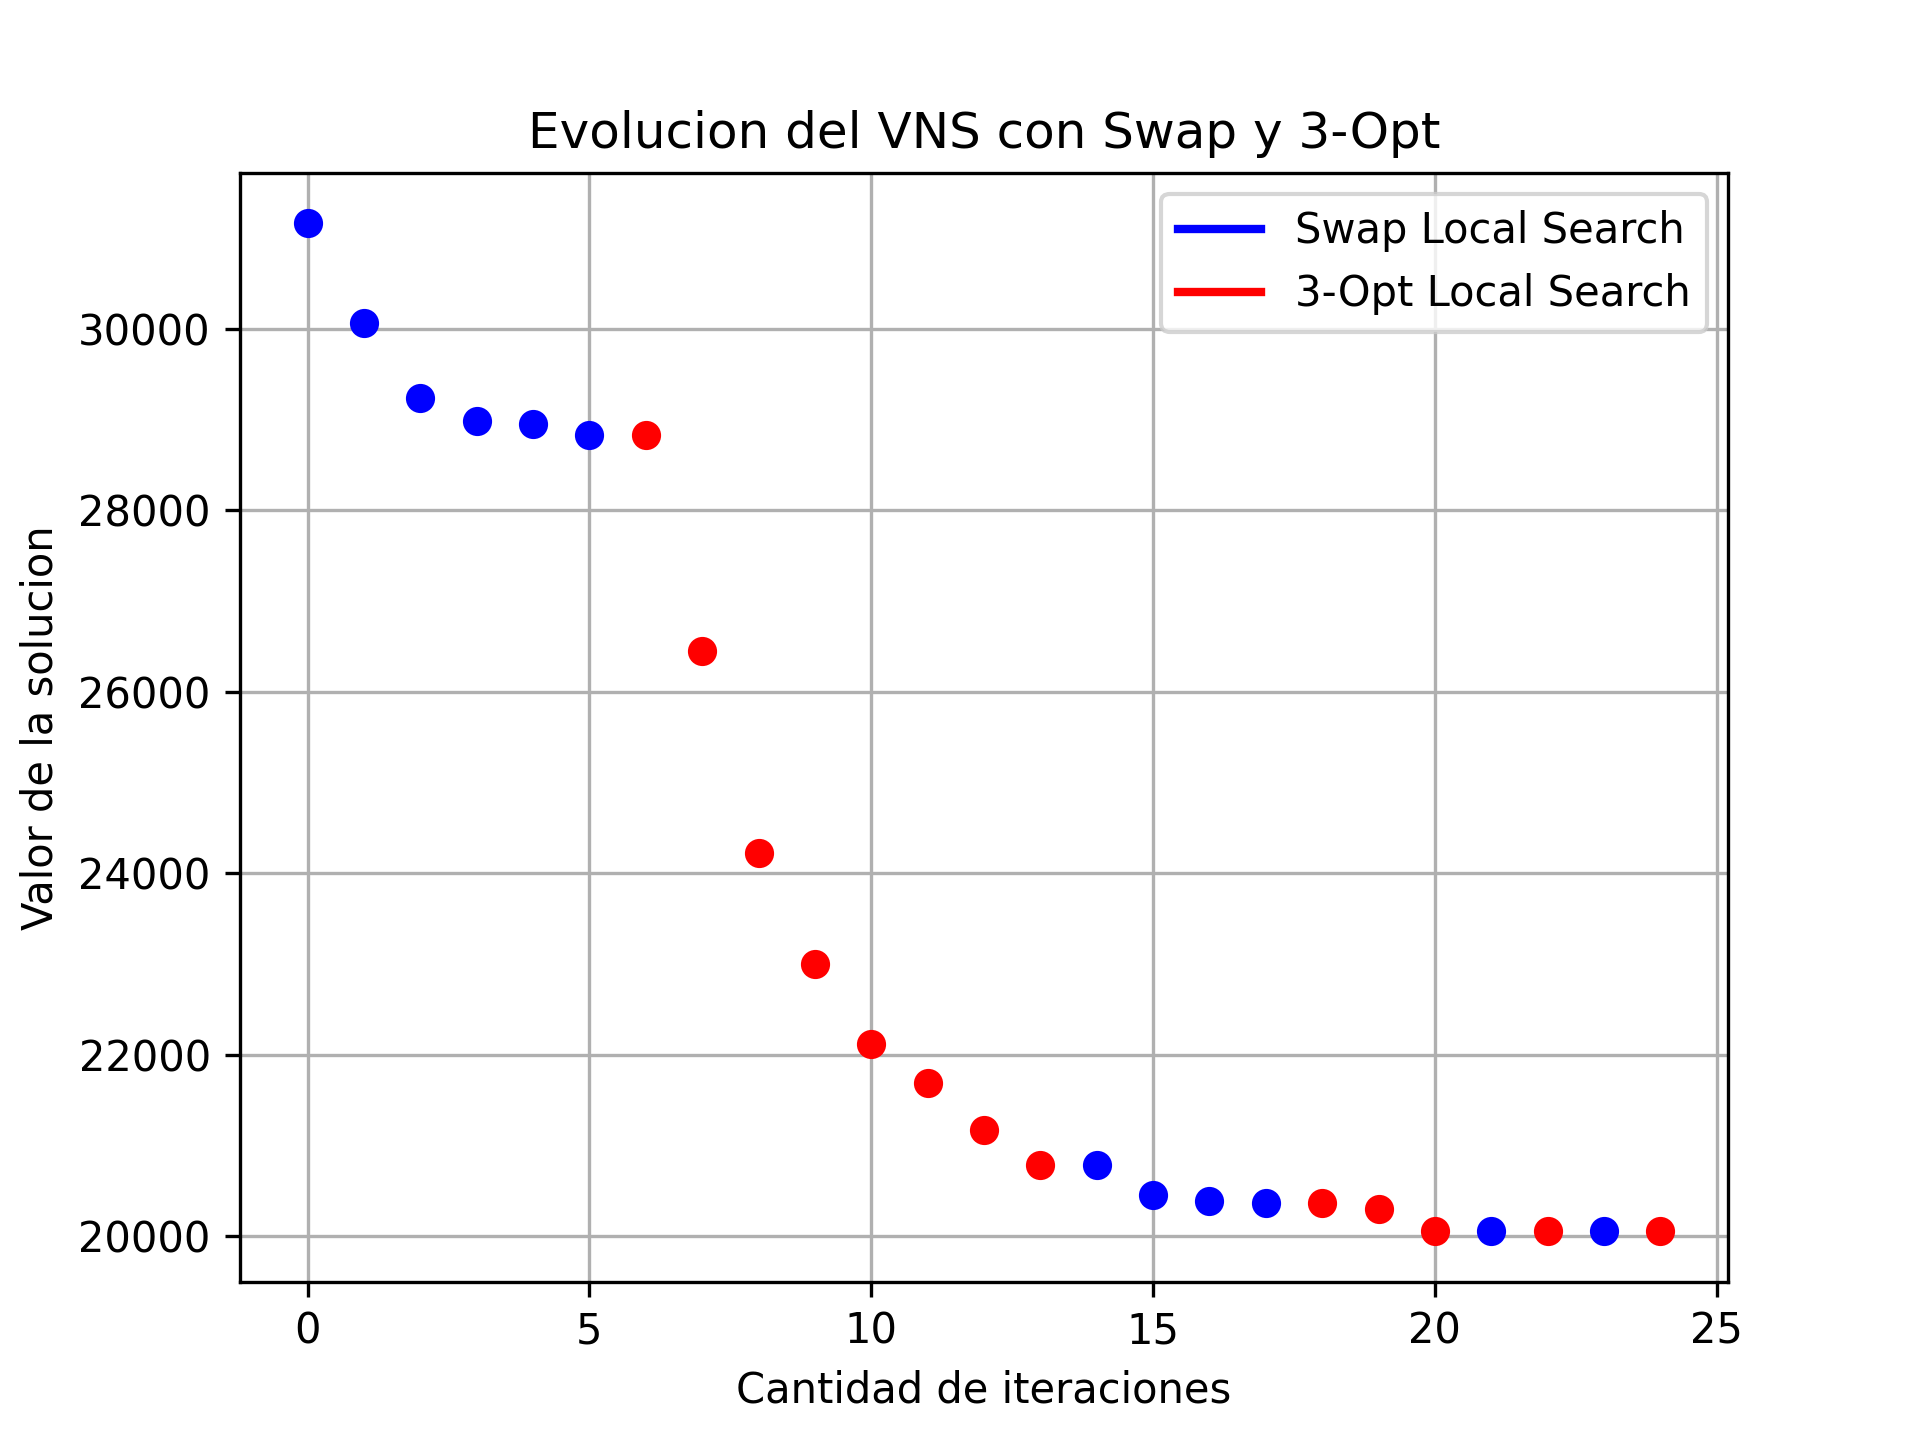 Evolucion del VNS con Swap y 3-Opt
Swap Local Search
3-Opt Local Search
Valor de la solucion
30000
28000
26000
24000
22000
20000
0 5 10 15 20 25
Cantidad de iteraciones